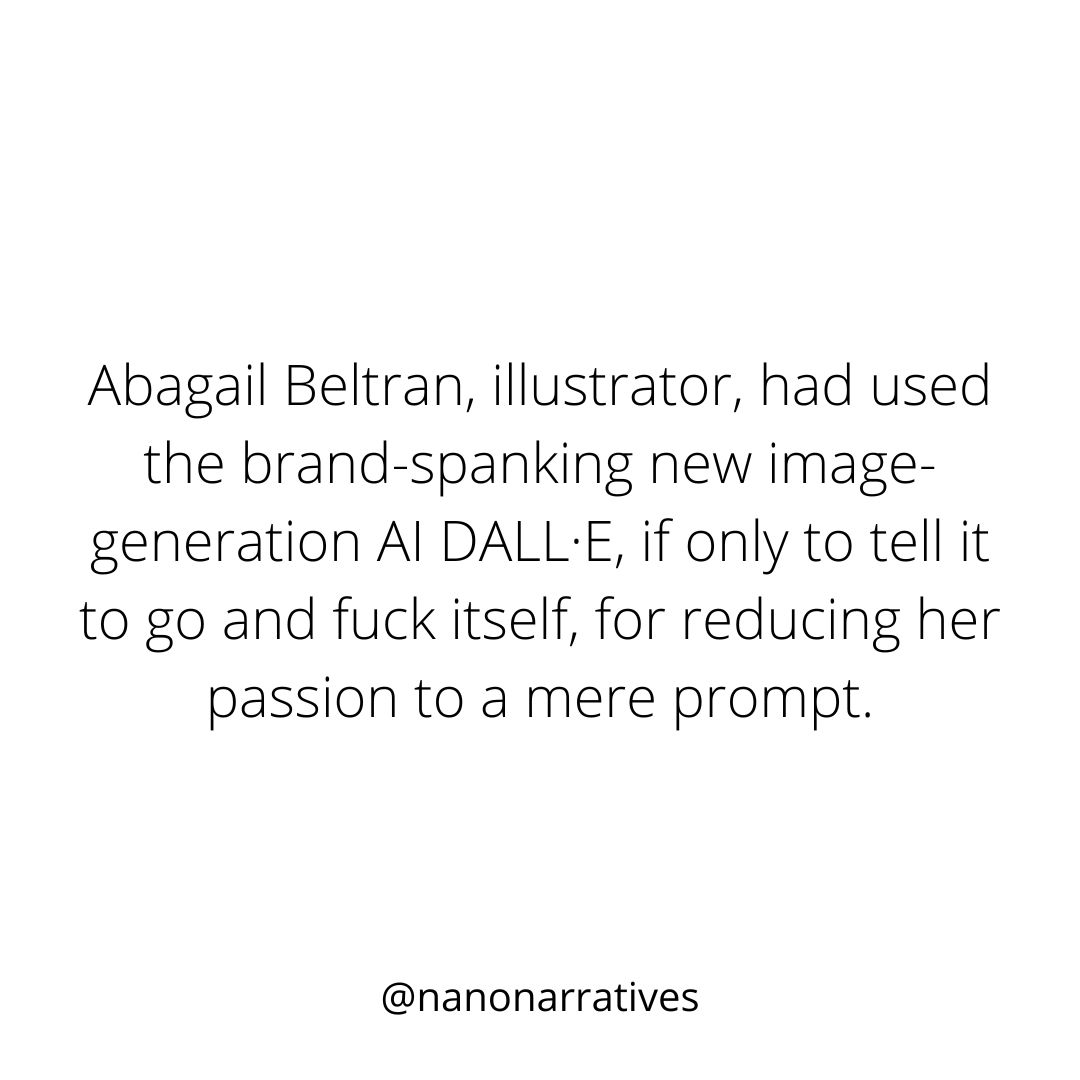 Abagail Beltran, illustrator, had used
the brand-spanking new image-
generation AI DALL·E, if only to tell it
to go and fuck itself, for reducing her
passion to a mere prompt.
@nanonarratives